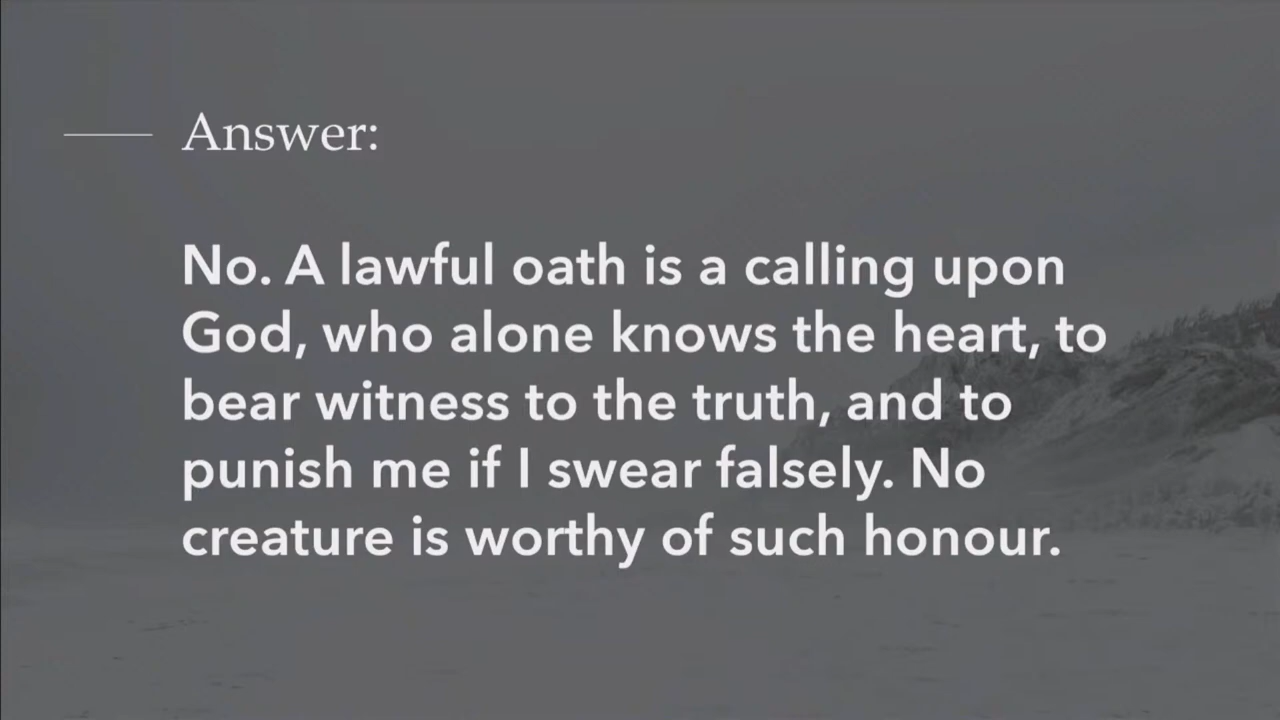 Answer:
No. A lawful oath is a calling upon
God, who alone knows the heart, to
bear witness to the truth, and to
punish me if I swear falsely. No
creature is worthy of such honour.